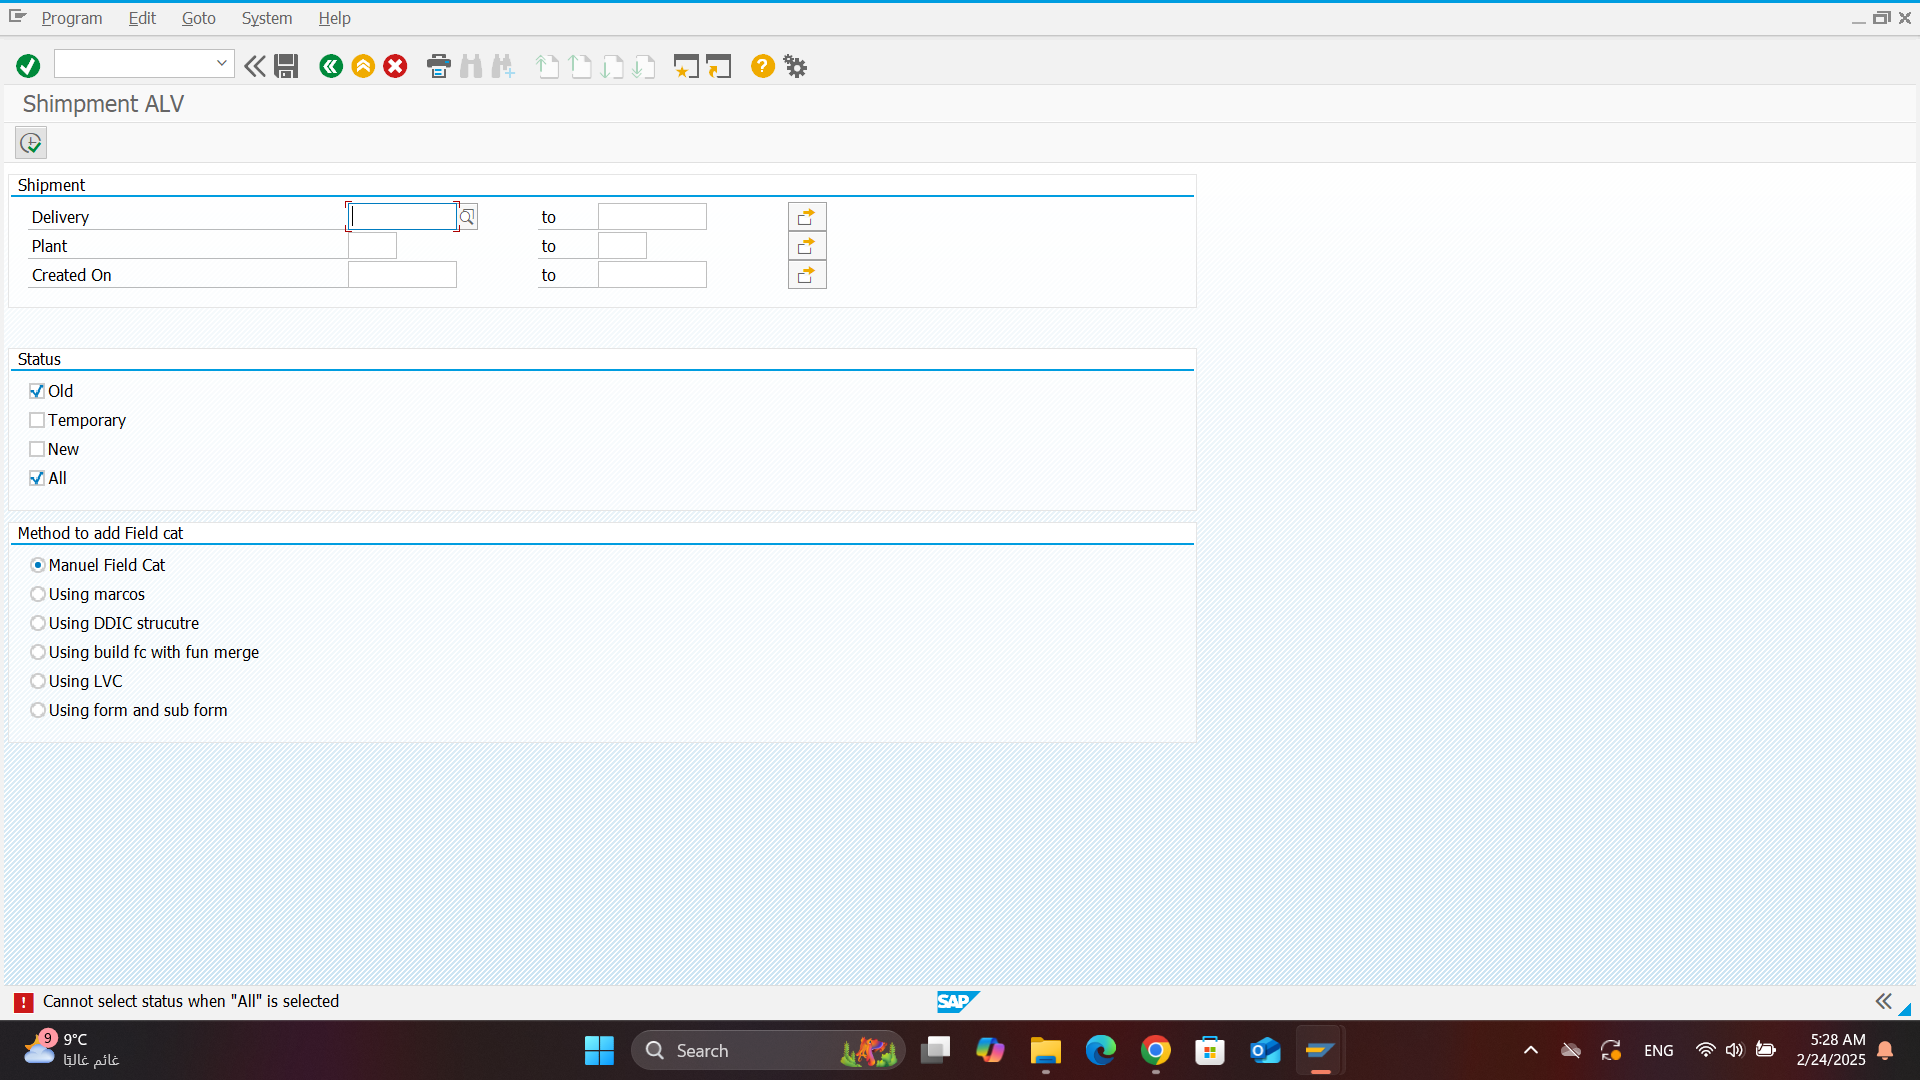 Program Edit Goto System Help
Shimpment ALV
Shipment
Delivery to
Plant to
Created On to
Status
Old
Temporary
New
All
Method to add Field cat
Manuel Field Cat
Using marcos
Using DDIC strucutre
Using build fc with fun merge
Using LVC
Using form and sub form
Cannot select status when "All" is selected
SAP
9 9°C
غائم غالبًا
Search
ENG
5:28 AM
2/24/2025